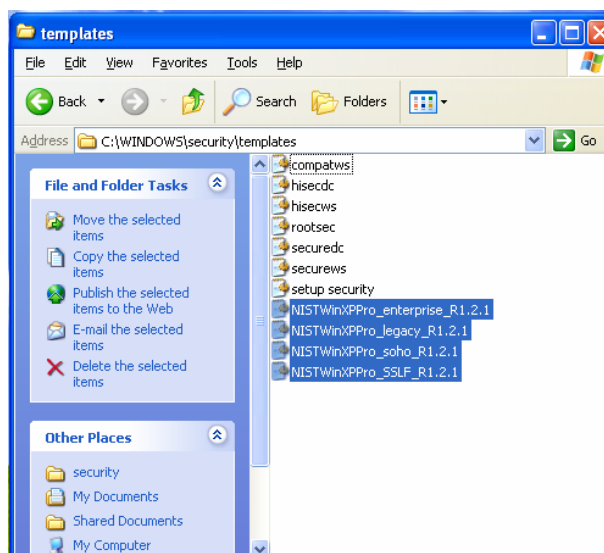 templates
File Edit View Favorites Tools Help
Back Search Folders
Address C:\WINDOWS\security\templates Go
File and Folder Tasks
Move the selected
items
Copy the selected
items
Publish the selected
items to the Web
E-mail the selected
items
Delete the selected
items
Other Places
security
My Documents
Shared Documents
My Computer
compatws
hisecdc
hisecws
rootsec
securedc
securews
setup security
NISTWinXPPro_enterprise_R1.2.1
NISTWinXPPro_legacy_R1.2.1
NISTWinXPPro_soho_R1.2.1
NISTWinXPPro_SSLF_R1.2.1